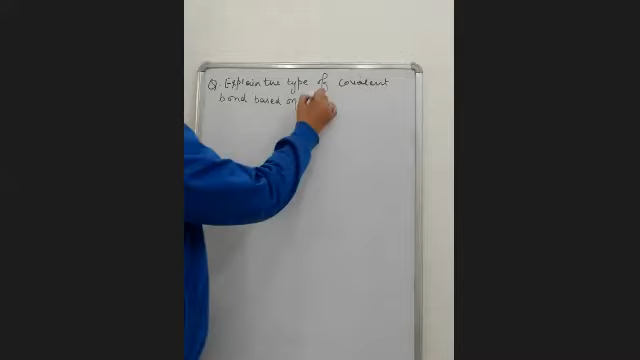 Q. Explain the type of Covalent
bond based on